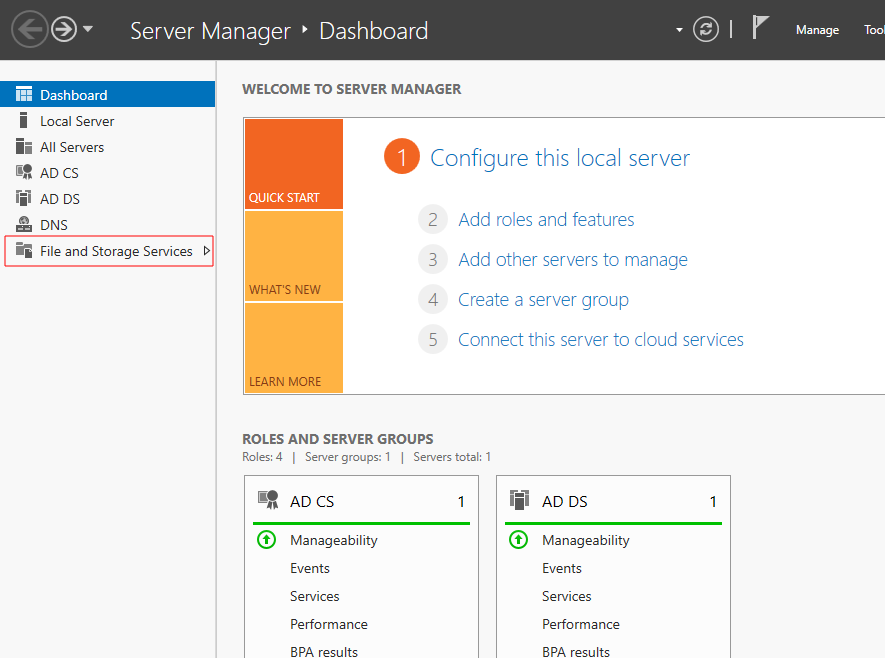 Server Manager ‣ Dashboard
Manage
Dashboard
Local Server
All Servers
AD CS
AD DS
DNS
File and Storage Services
WELCOME TO SERVER MANAGER
QUICK START
WHAT'S NEW
LEARN MORE
1 Configure this local server
2 Add roles and features
3 Add other servers to manage
4 Create a server group
5 Connect this server to cloud services
ROLES AND SERVER GROUPS
Roles: 4 | Server groups: 1 | Servers total: 1
AD CS 1
Manageability
Events
Services
Performance
BPA results
AD DS 1
Manageability
Events
Services
Performance
BPA results